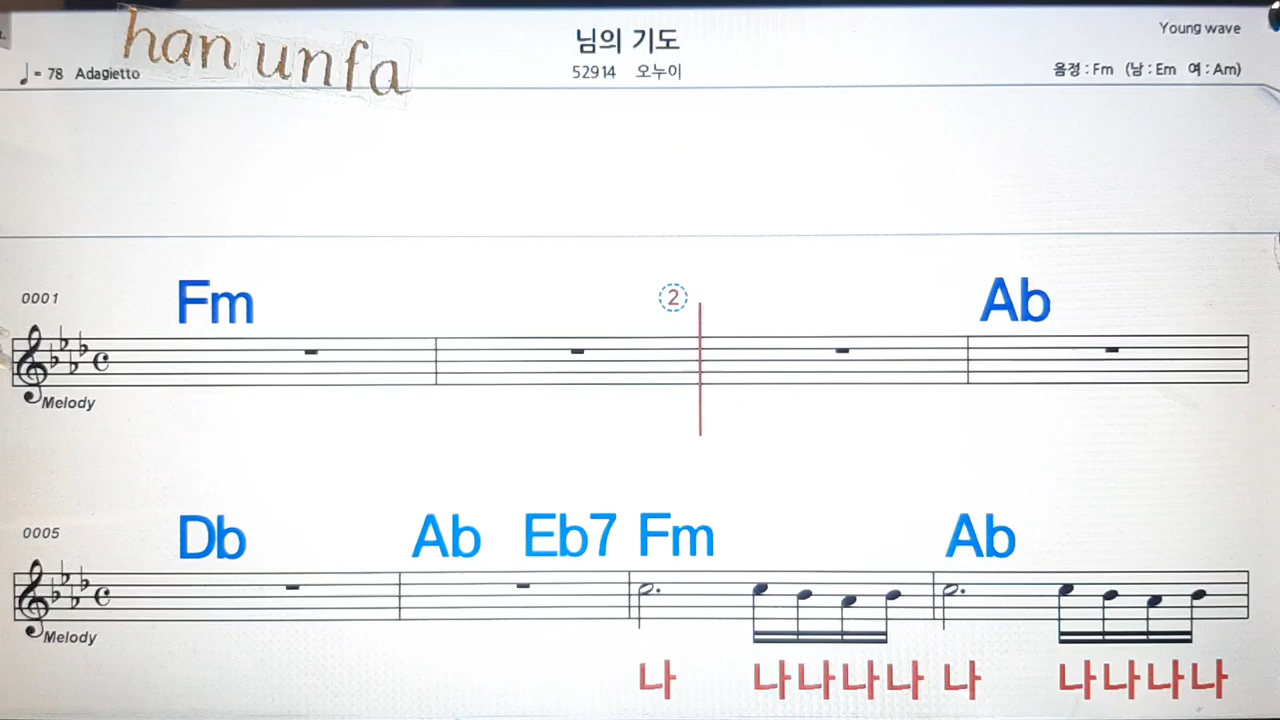 han unfa
님의 기도
Young wave
= 78 Adagietto
52914 오누이
음정 : Fm (남 : Em 여 : Am)
0001
Fm
2
Ab
Melody
0005
Db Ab Eb7 Fm Ab
Melody
나 나나나나 나 나나나나